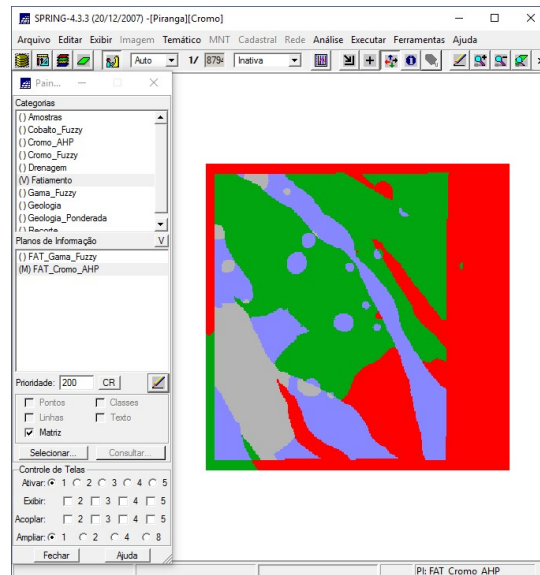 SPRING-4.3.3 (20/12/2007) -[Piranga][Cromo]
Arquivo Editar Exibir Imagem Temático MNT Cadastral Rede Análise Executar Ferramentas Ajuda
Auto 1/ 8794 Inativa
Pain...
Categorias
() Amostras
() Cobalto_Fuzzy
() Cromo_AHP
() Cromo_Fuzzy
() Drenagem
(V) Fatiamento
() Gama_Fuzzy
() Geologia
() Geologia_Ponderada
() Recorte
Planos de Informação V
() FAT_Gama_Fuzzy
(M) FAT_Cromo_AHP
Prioridade: 200 CR
Pontos Classes
Linhas Texto
Matriz
Selecionar... Consultar...
Controle de Telas
Ativar: 1 2 3 4 5
Exibir: 2 3 4 5
Acoplar: 2 3 4 5
Ampliar: 1 2 4 8
Fechar Ajuda
PI: FAT_Cromo_AHP